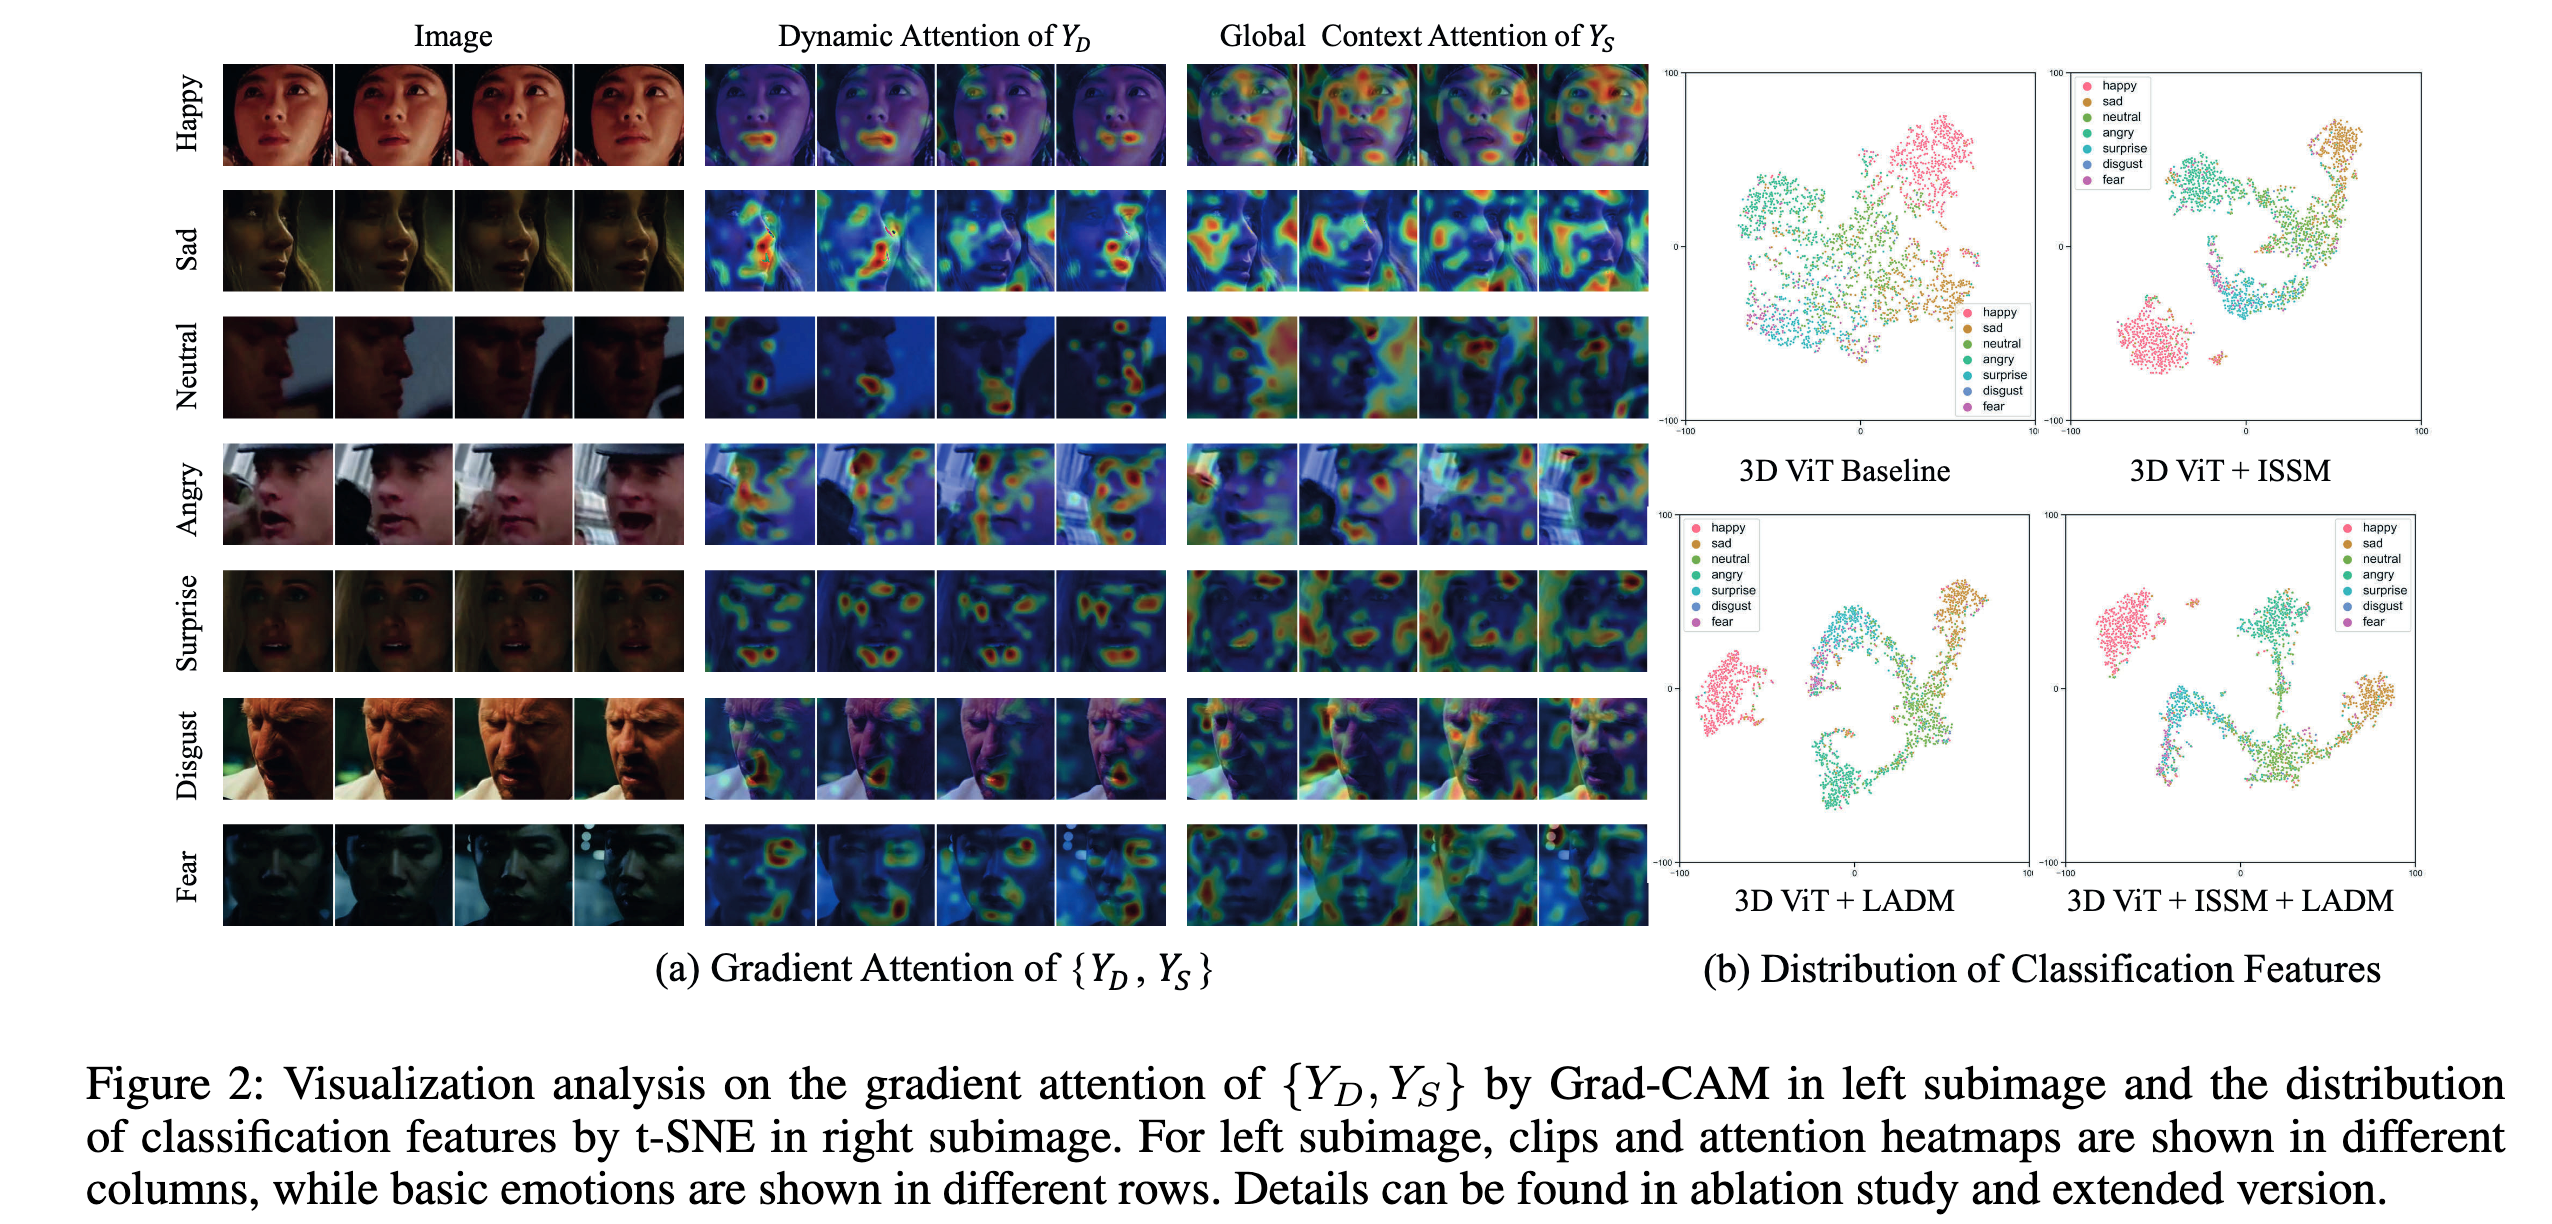 Image
Dynamic Attention of Y_D
Global Context Attention of Y_S
Happy
Sad
Neutral
Angry
Surprise
Disgust
Fear
(a) Gradient Attention of {Y_D , Y_S }
100
0
−100
−100
0
10
happy
sad
neutral
angry
surprise
disgust
fear
3D ViT Baseline
100
0
−100
−100
0
100
happy
sad
neutral
angry
surprise
disgust
fear
3D ViT + ISSM
100
0
−100
−100
0
10
happy
sad
neutral
angry
surprise
disgust
fear
3D ViT + LADM
100
0
−100
−100
0
100
happy
sad
neutral
angry
surprise
disgust
fear
3D ViT + ISSM + LADM
(b) Distribution of Classification Features
Figure 2: Visualization analysis on the gradient attention of {Y_D, Y_S} by Grad-CAM in left subimage and the distribution
of classification features by t-SNE in right subimage. For left subimage, clips and attention heatmaps are shown in different
columns, while basic emotions are shown in different rows. Details can be found in ablation study and extended version.